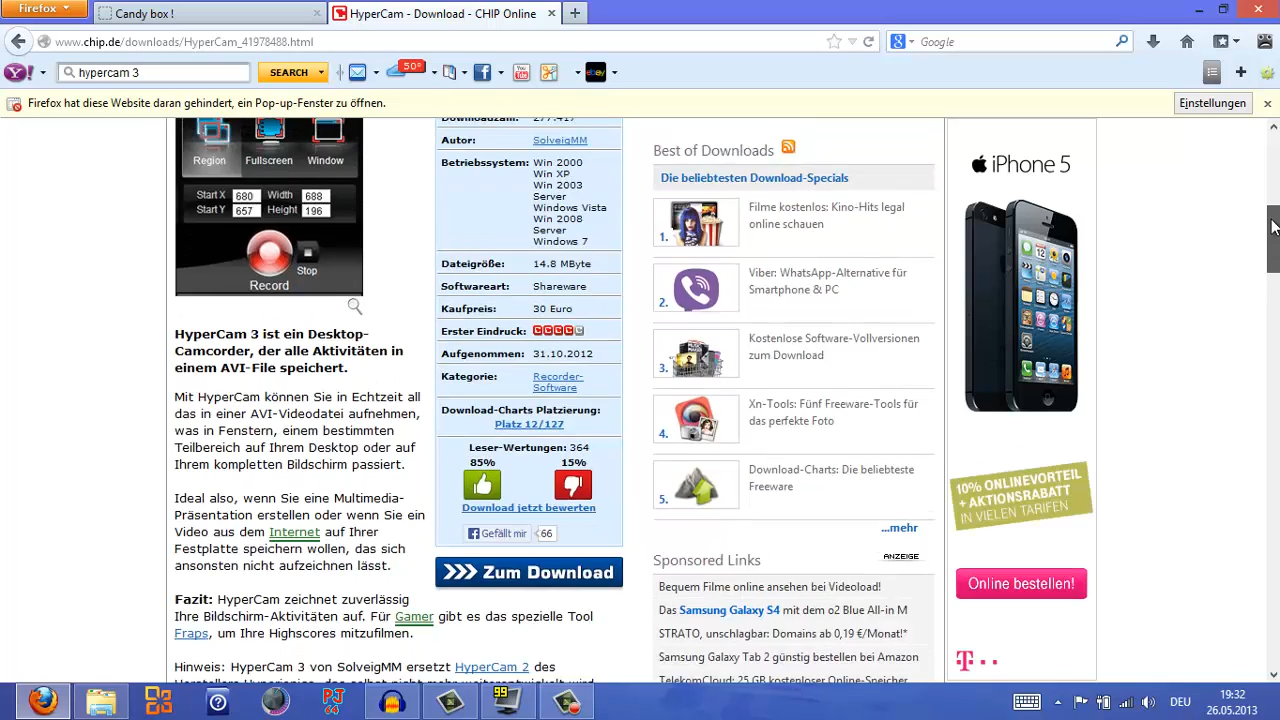 Firefox
Candy box !
HyperCam - Download - CHIP Online
www.chip.de/downloads/HyperCam_41978488.html
Google
hypercam 3
SEARCH
50°
Firefox hat diese Website daran gehindert, ein Pop-up-Fenster zu öffnen.
Einstellungen
Region
Fullscreen
Window
Start X 680 Width 688
Start Y 657 Height 196
Stop
Record
HyperCam 3 ist ein Desktop-
Camcorder, der alle Aktivitäten in
einem AVI-File speichert.
Mit HyperCam können Sie in Echtzeit all
das in einer AVI-Videodatei aufnehmen,
was in Fenstern, einem bestimmten
Teilbereich auf Ihrem Desktop oder auf
Ihrem kompletten Bildschirm passiert.
Ideal also, wenn Sie eine Multimedia-
Präsentation erstellen oder wenn Sie ein
Video aus dem Internet auf Ihrer
Festplatte speichern wollen, das sich
ansonsten nicht aufzeichnen lässt.
Fazit: HyperCam zeichnet zuverlässig
Ihre Bildschirm-Aktivitäten auf. Für Gamer gibt es das spezielle Tool
Fraps, um Ihre Highscores mitzufilmen.
Hinweis: HyperCam 3 von SolveigMM ersetzt HyperCam 2 des
Downloadzahl: 277.417
Autor: SolveigMM
Betriebssystem: Win 2000
Win XP
Win 2003
Server
Windows Vista
Win 2008
Server
Windows 7
Dateigröße: 14.8 MByte
Softwareart: Shareware
Kaufpreis: 30 Euro
Erster Eindruck:
Aufgenommen: 31.10.2012
Kategorie: Recorder-
Software
Download-Charts Platzierung:
Platz 12/127
Leser-Wertungen: 364
85% 15%
Download jetzt bewerten
Gefällt mir 66
Zum Download
Best of Downloads
Die beliebtesten Download-Specials
1. Filme kostenlos: Kino-Hits legal
online schauen
2. Viber: WhatsApp-Alternative für
Smartphone & PC
3. Kostenlose Software-Vollversionen
zum Download
4. Xn-Tools: Fünf Freeware-Tools für
das perfekte Foto
5. Download-Charts: Die beliebteste
Freeware
...mehr
Sponsored Links
ANZEIGE
Bequem Filme online ansehen bei Videoload!
Das Samsung Galaxy S4 mit dem o2 Blue All-in M
STRATO, unschlagbar: Domains ab 0,19 €/Monat!*
Samsung Galaxy Tab 2 günstig bestellen bei Amazon
TelekomCloud: 25 GB kostenloser Online-Speicher
iPhone 5
10% ONLINEVORTEIL
+ AKTIONSRABATT
IN VIELEN TARIFEN
Online bestellen!
T
PT
64
99
DEU
19:32
26.05.2013